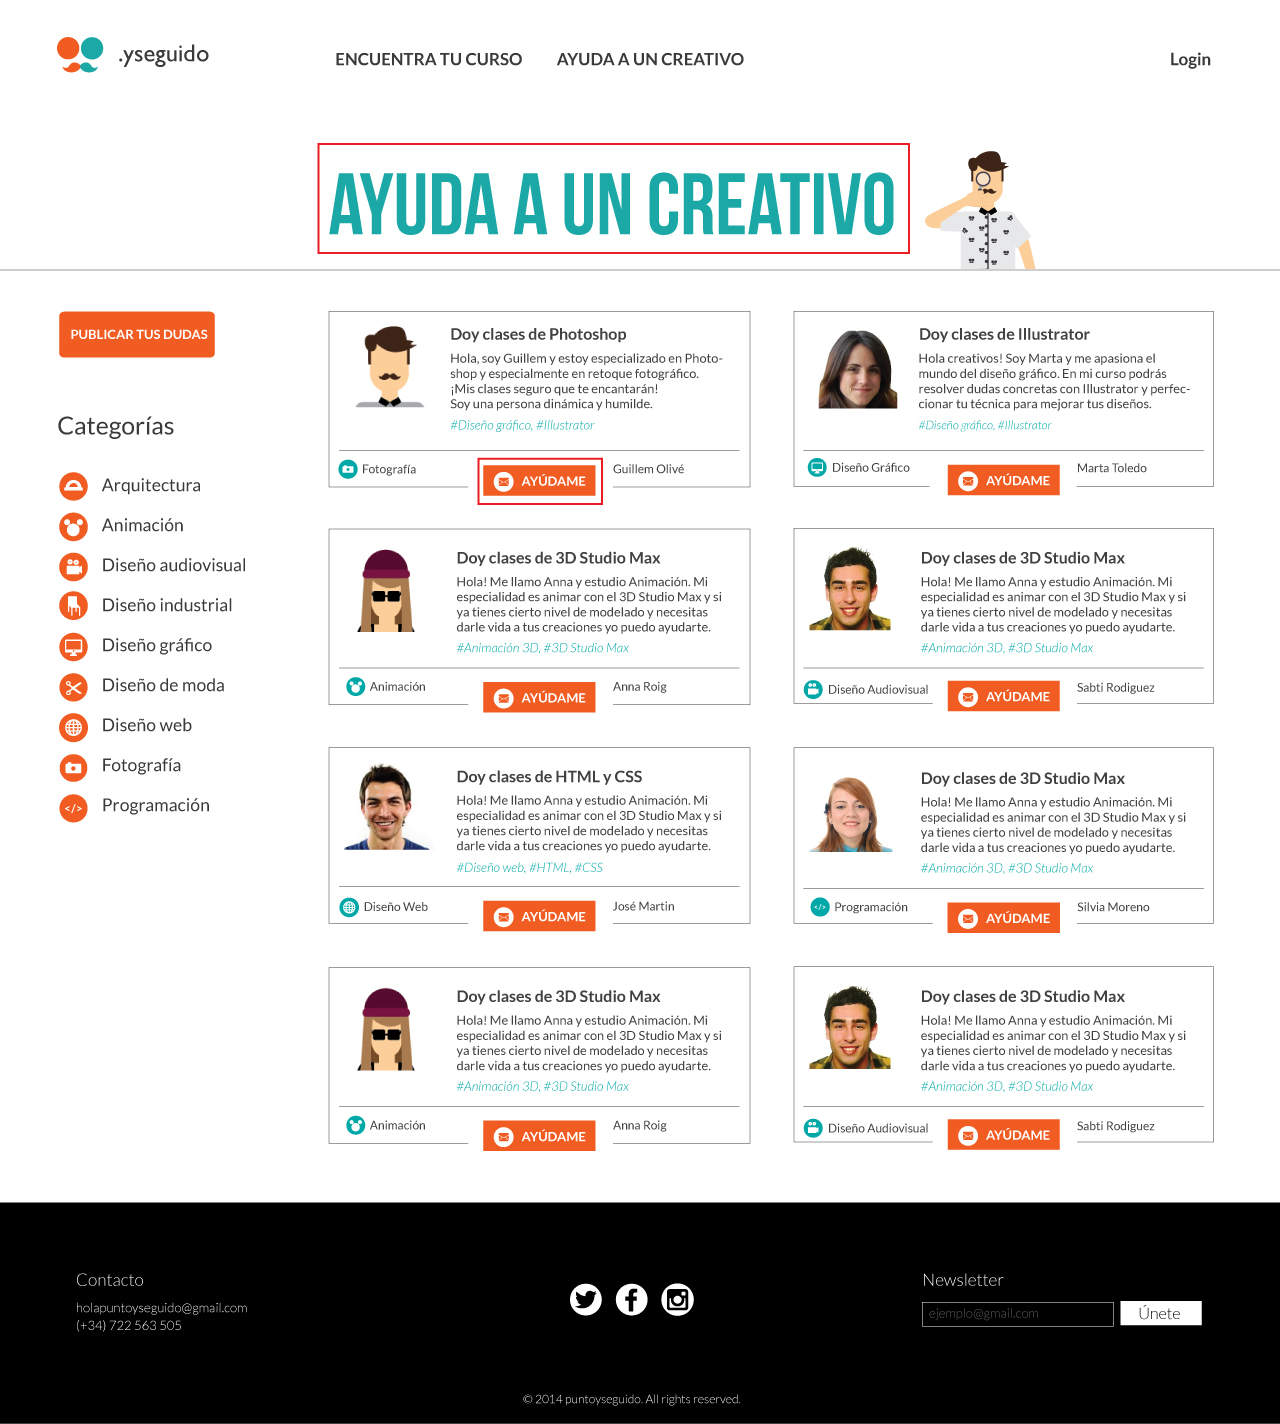 .yseguido
ENCUENTRA TU CURSO
AYUDA A UN CREATIVO
Login
AYUDA A UN CREATIVO
PUBLICAR TUS DUDAS
Categorías
Arquitectura
Animación
Diseño audiovisual
Diseño industrial
Diseño gráfico
Diseño de moda
Diseño web
Fotografía
</>
Programación
Doy clases de Photoshop
Hola, soy Guillem y estoy especializado en Photo-
shop y especialmente en retoque fotográfico.
¡Mis clases seguro que te encantarán!
Soy una persona dinámica y humilde.
#Diseño gráfico, #Illustrator
Fotografía
AYÚDAME
Guillem Olivé
Doy clases de Illustrator
Hola creativos! Soy Marta y me apasiona el
mundo del diseño gráfico. En mi curso podrás
resolver dudas concretas con Illustrator y perfec-
cionar tu técnica para mejorar tus diseños.
#Diseño gráfico, #Illustrator
Diseño Gráfico
AYÚDAME
Marta Toledo
Doy clases de 3D Studio Max
Hola! Me llamo Anna y estudio Animación. Mi
especialidad es animar con el 3D Studio Max y si
ya tienes cierto nivel de modelado y necesitas
darle vida a tus creaciones yo puedo ayudarte.
#Animación 3D, #3D Studio Max
Animación
AYÚDAME
Anna Roig
Doy clases de 3D Studio Max
Hola! Me llamo Anna y estudio Animación. Mi
especialidad es animar con el 3D Studio Max y si
ya tienes cierto nivel de modelado y necesitas
darle vida a tus creaciones yo puedo ayudarte.
#Animación 3D, #3D Studio Max
Diseño Audiovisual
AYÚDAME
Sabti Rodiguez
Doy clases de HTML y CSS
Hola! Me llamo Anna y estudio Animación. Mi
especialidad es animar con el 3D Studio Max y si
ya tienes cierto nivel de modelado y necesitas
darle vida a tus creaciones yo puedo ayudarte.
#Diseño web, #HTML, #CSS
Diseño Web
AYÚDAME
José Martin
Doy clases de 3D Studio Max
Hola! Me llamo Anna y estudio Animación. Mi
especialidad es animar con el 3D Studio Max y si
ya tienes cierto nivel de modelado y necesitas
darle vida a tus creaciones yo puedo ayudarte.
#Animación 3D, #3D Studio Max
</>
Programación
AYÚDAME
Silvia Moreno
Doy clases de 3D Studio Max
Hola! Me llamo Anna y estudio Animación. Mi
especialidad es animar con el 3D Studio Max y si
ya tienes cierto nivel de modelado y necesitas
darle vida a tus creaciones yo puedo ayudarte.
#Animación 3D, #3D Studio Max
Animación
AYÚDAME
Anna Roig
Doy clases de 3D Studio Max
Hola! Me llamo Anna y estudio Animación. Mi
especialidad es animar con el 3D Studio Max y si
ya tienes cierto nivel de modelado y necesitas
darle vida a tus creaciones yo puedo ayudarte.
#Animación 3D, #3D Studio Max
Diseño Audiovisual
AYÚDAME
Sabti Rodiguez
Contacto
holapuntoyseguido@gmail.com
(+34) 722 563 505
Newsletter
ejemplo@gmail.com
Únete
© 2014 puntoyseguido. All rights reserved.